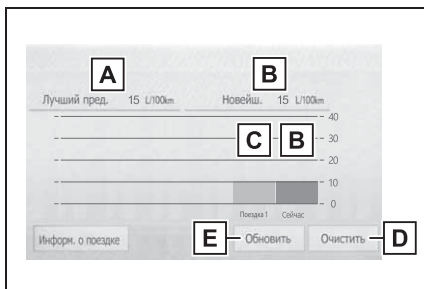 A
B
Лучший пред. 15 L/100km
Новейш. 15 L/100km
40
C B
30
20
10
0
Поездка 1 Сейчас
Информ. о поездке
E
Обновить
Очистить
D